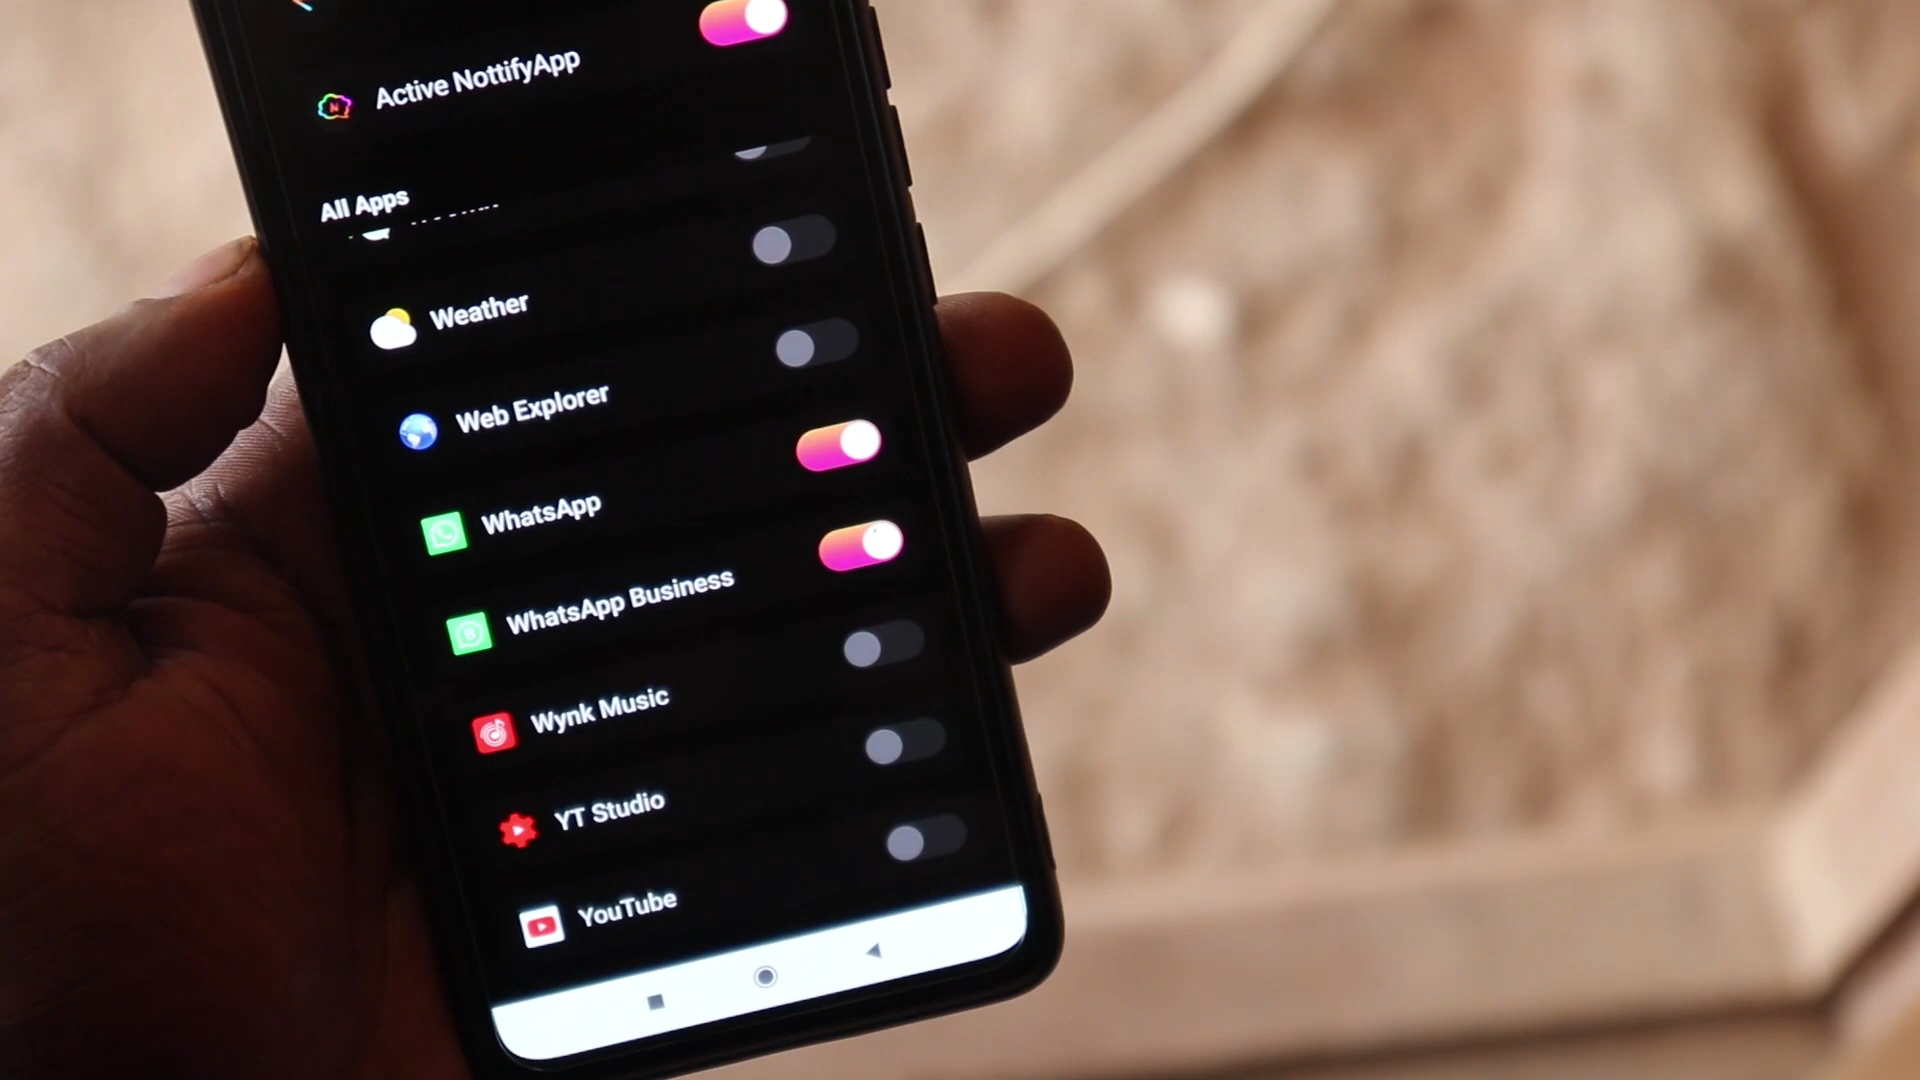 Active NottifyApp
All Apps
Weather
Web Explorer
WhatsApp
WhatsApp Business
Wynk Music
YT Studio
YouTube